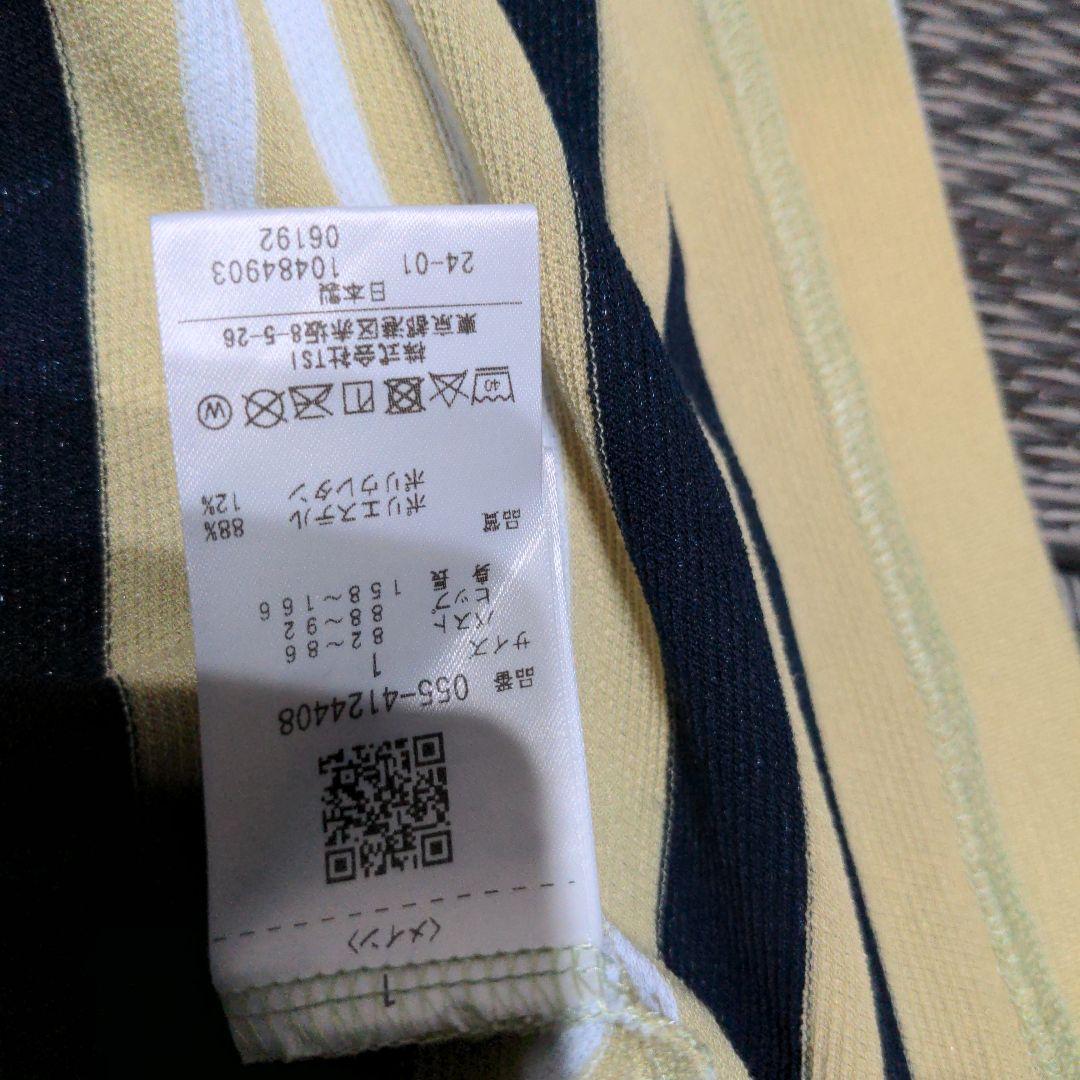 1
〈メイン〉
品番 055-4124408
サイズ 1
バスト 82~86
ヒップ 88~92
身長 158~166
品質 ポリエステル 88%
ポリウレタン 12%
40
W
株式会社TSI
東京都港区赤坂8-5-26
日本製
24-01 10484903
06192